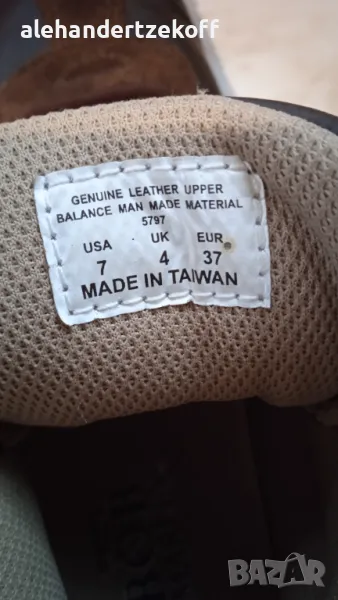 alehandertzekoff
GENUINE LEATHER UPPER
BALANCE MAN MADE MATERIAL
5797
USA UK EUR
7 4 37
MADE IN TAIWAN
BAZAR